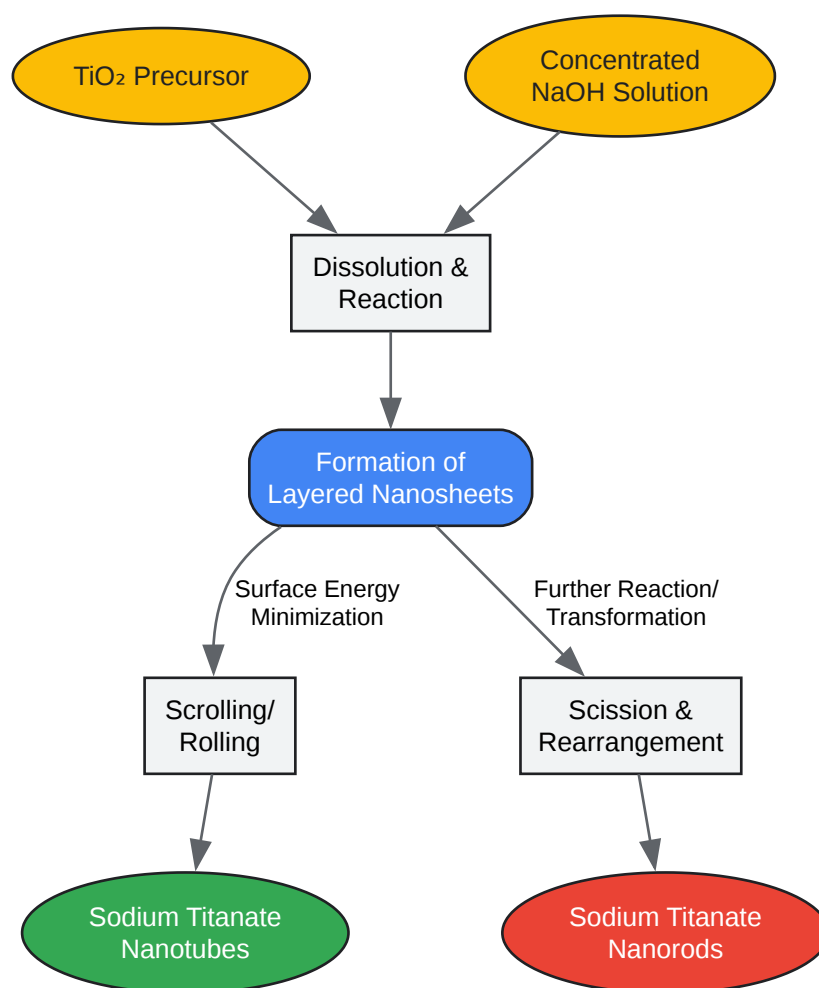 TiO₂ Precursor
Concentrated
NaOH Solution
Dissolution &
Reaction
Formation of
Layered Nanosheets
Surface Energy
Minimization
Further Reaction/
Transformation
Scrolling/
Rolling
Scission &
Rearrangement
Sodium Titanate
Nanotubes
Sodium Titanate
Nanorods